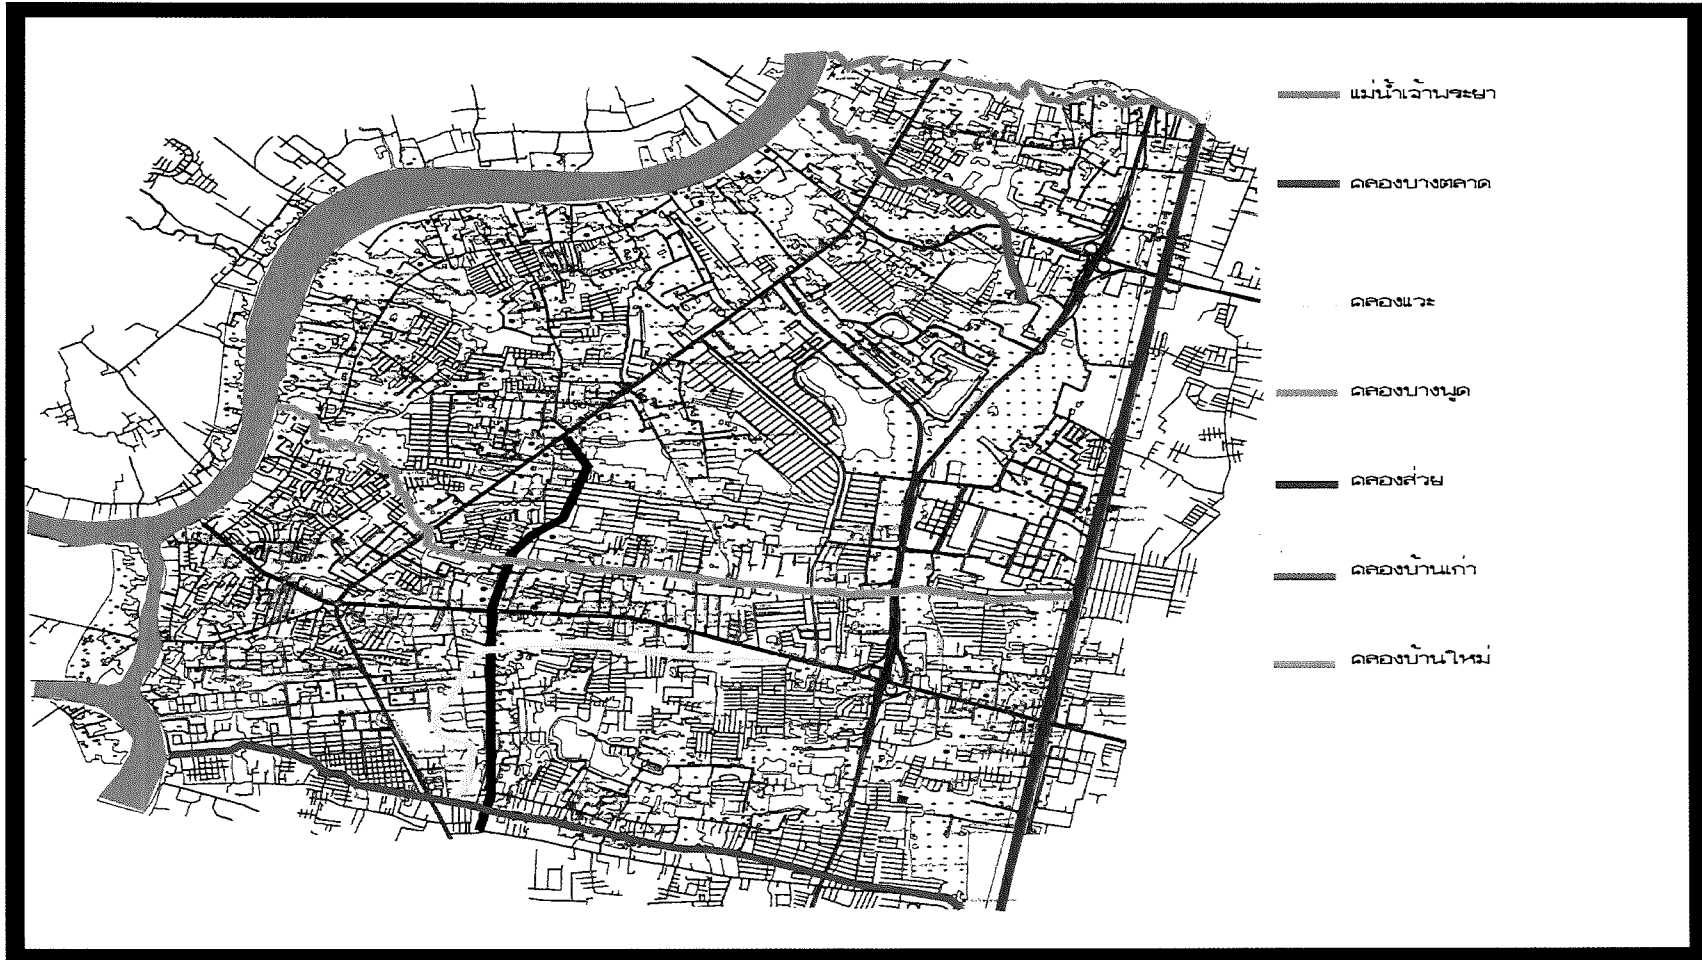 แม่น้ำเจ้าพระยา
คลองบางตลาด
คลองแวะ
คลองบางพูด
คลองส่วย
คลองบ้านเก่า
คลองบ้านใหม่